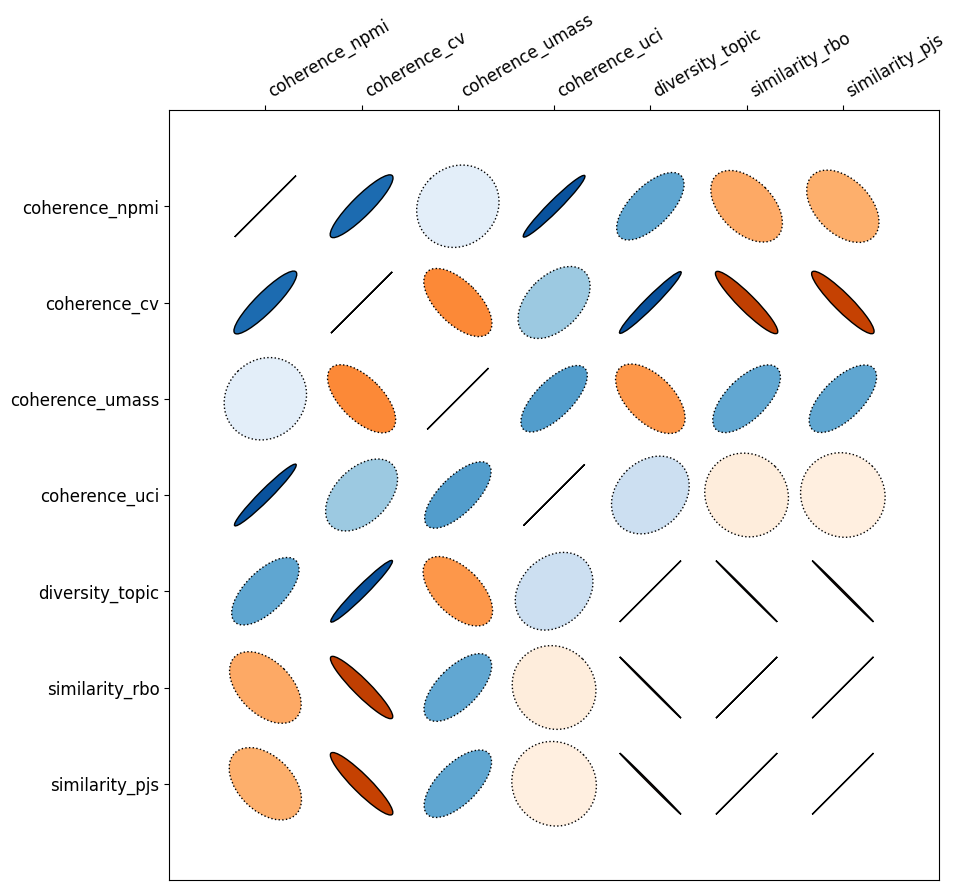 coherence_npmi
coherence_cv
coherence_umass
coherence_uci
diversity_topic
similarity_rbo
similarity_pjs
coherence_npmi
coherence_cv
coherence_umass
coherence_uci
diversity_topic
similarity_rbo
similarity_pjs